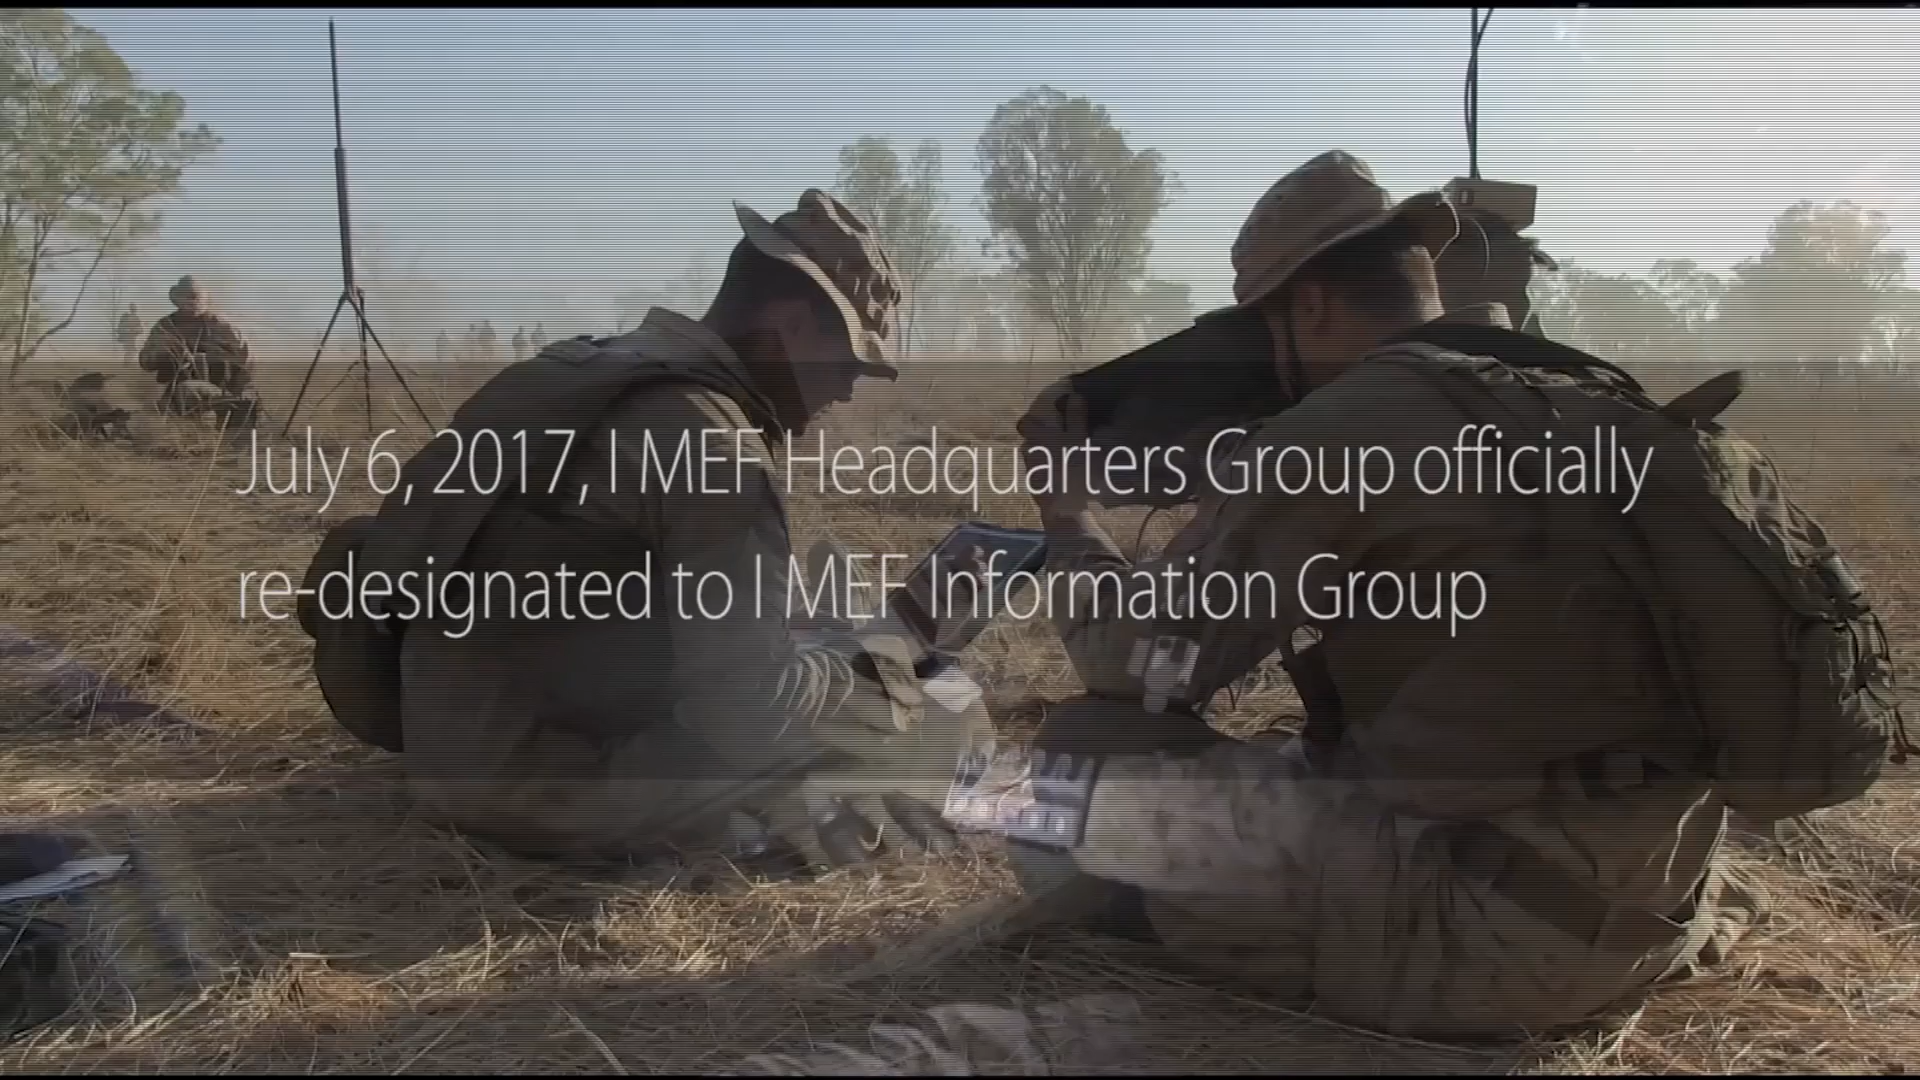 July 6, 2017, I MEF Headquarters Group officially
re-designated to I MEF Information Group